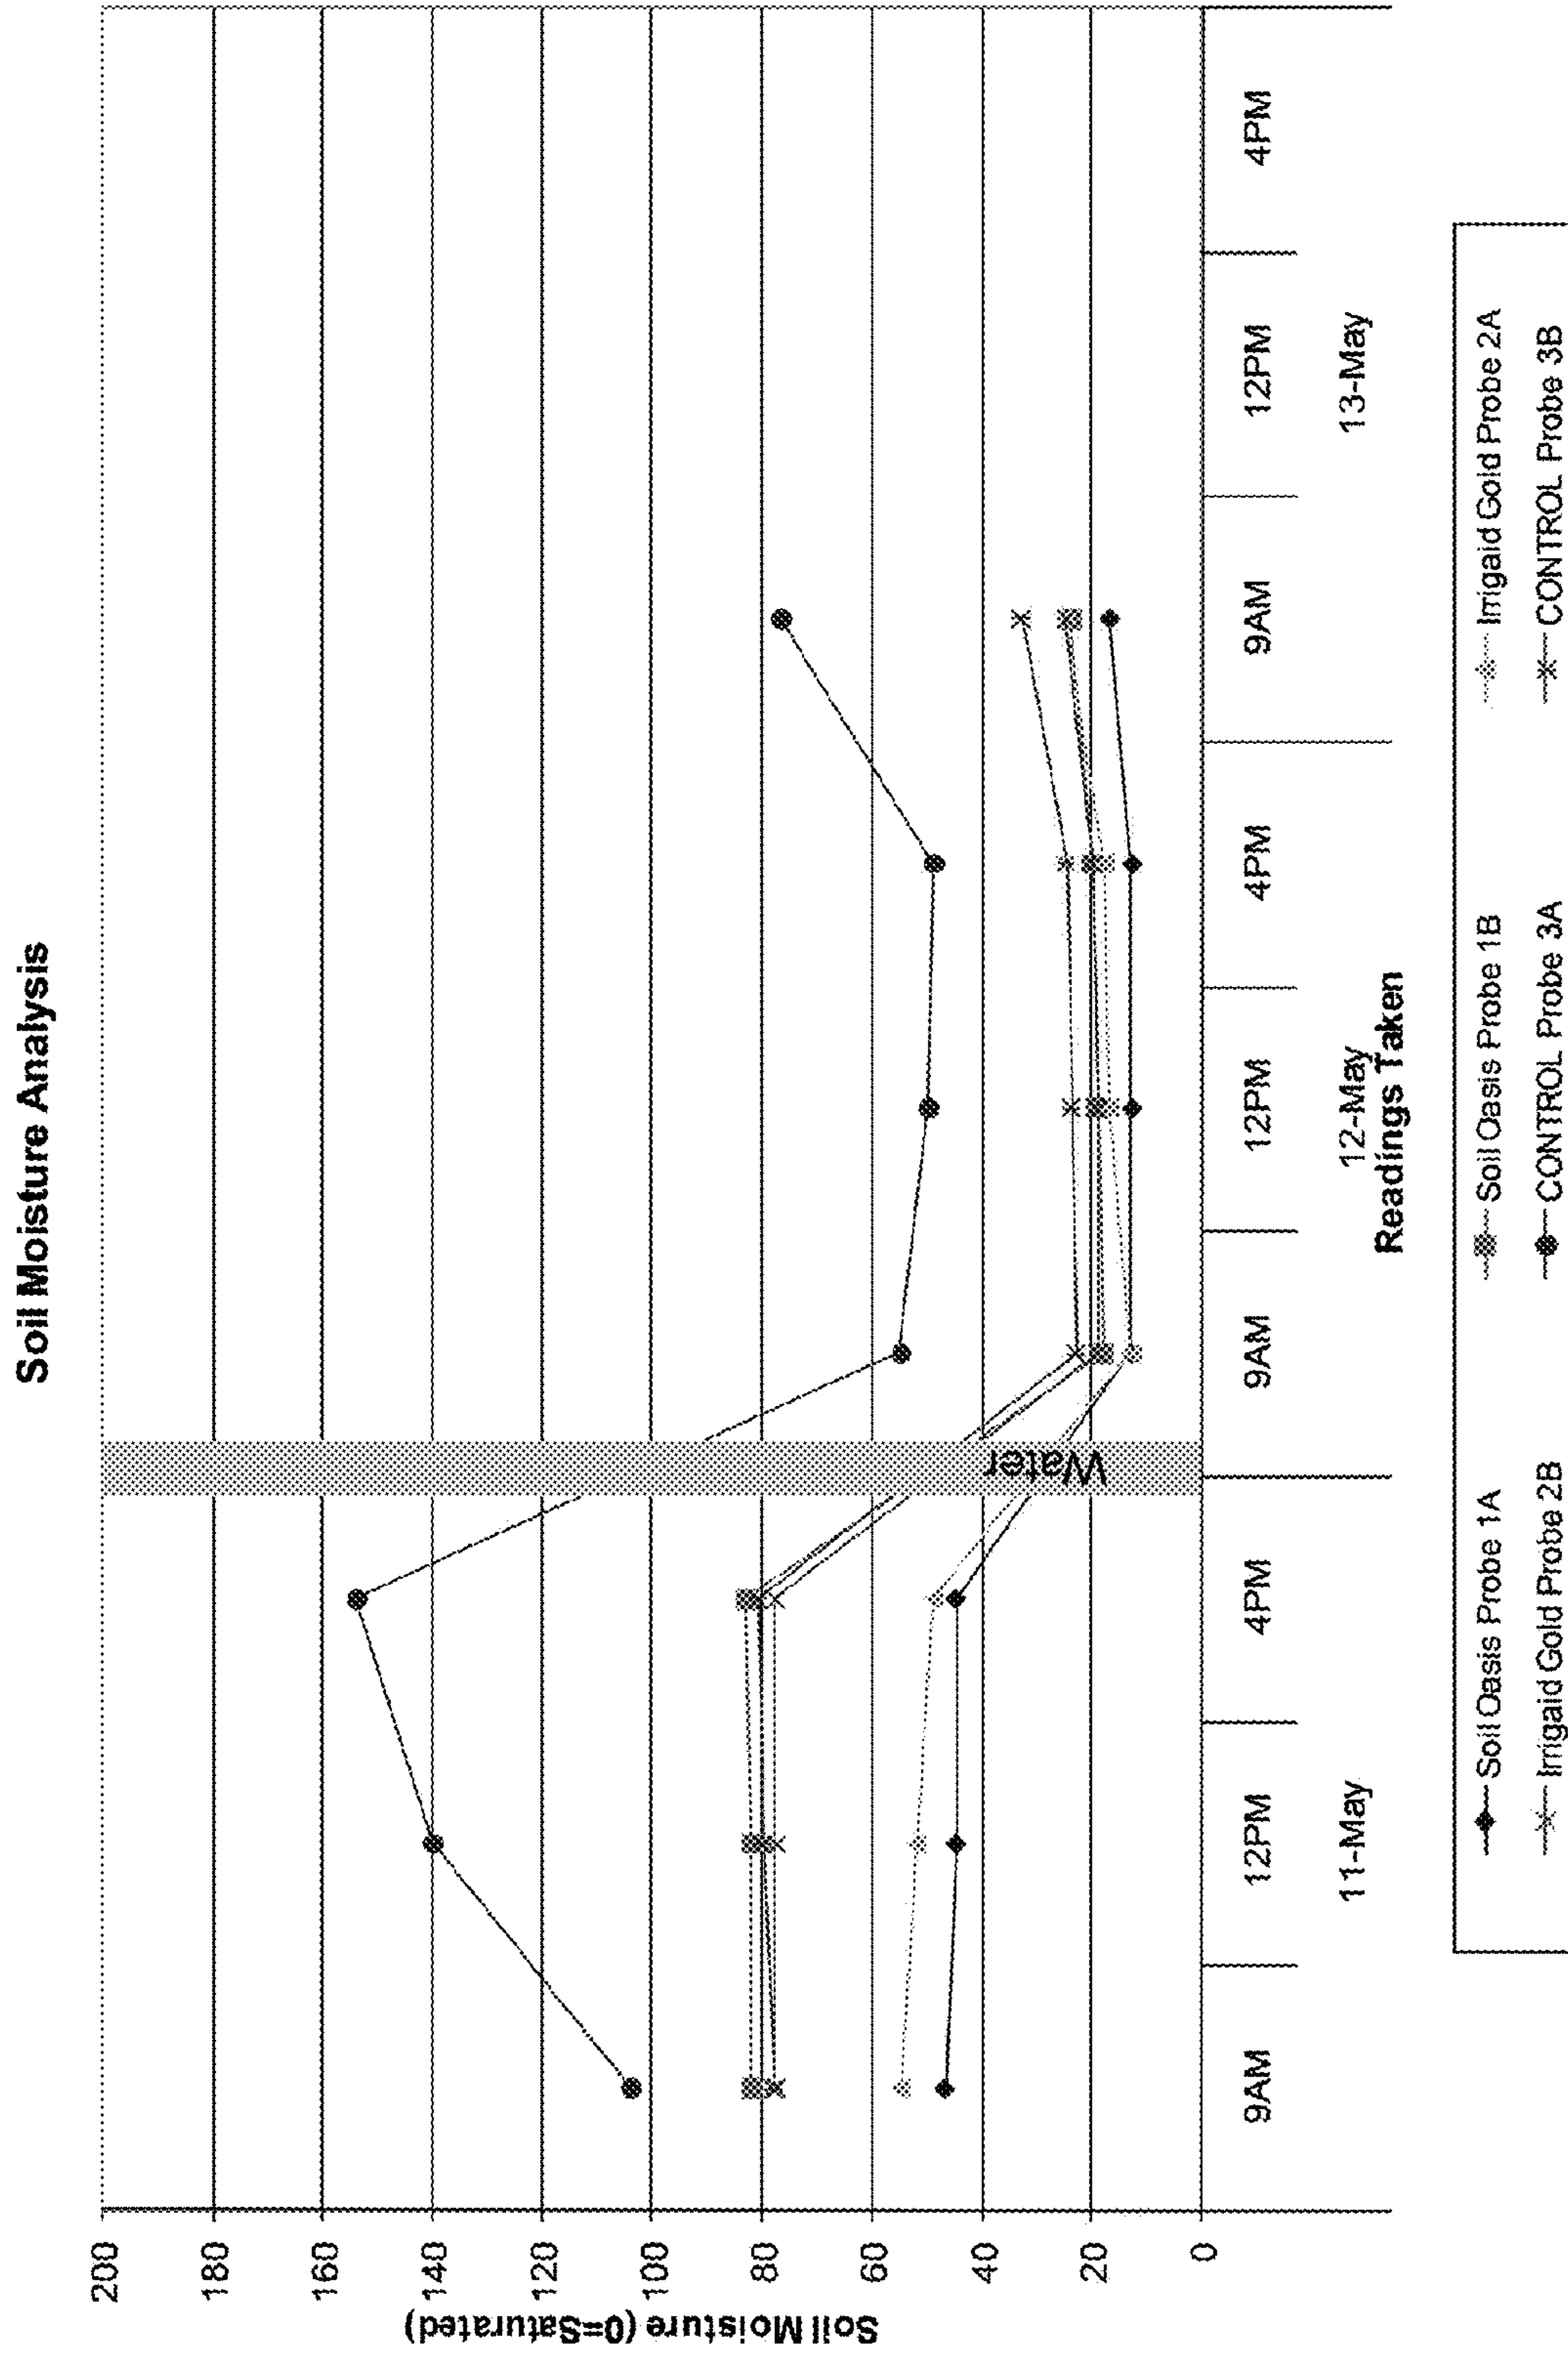 Soil Moisture Analysis
Soil Moisture (0=Saturated)
200
180
160
140
120
100
80
60
40
20
0
Water
9AM 12PM 4PM 9AM 12PM 4PM 9AM 12PM 4PM
11-May 12-May 13-May
Readings Taken
Soil Oasis Probe 1A Soil Oasis Probe 1B Irrigaid Gold Probe 2A
Irrigaid Gold Probe 2B CONTROL Probe 3A CONTROL Probe 3B